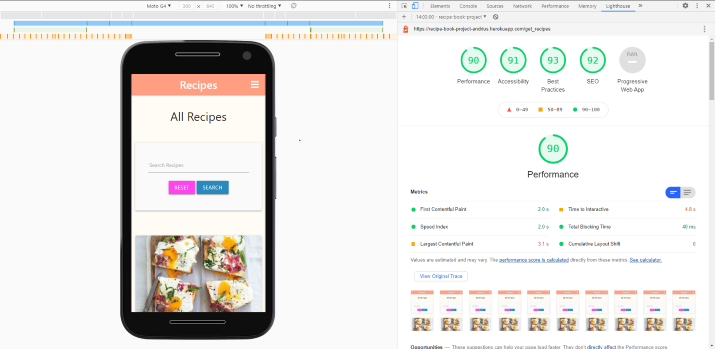 Moto G4 ▼ 360 × 640 100% ▼ No throttling ▼
Elements Console Sources Network Performance Memory Lighthouse »
14:03:00 - recipe-book-project-
https://recipe-book-project-andrius.herokuapp.com/get_recipes
Recipes
All Recipes
Search Recipes
RESET SEARCH
90 91 93 92 PWA
Performance Accessibility Best Practices SEO Progressive Web App
0–49 50–89 90–100
90
Performance
Metrics
First Contentful Paint 2.0 s Time to Interactive 4.8 s
Speed Index 2.0 s Total Blocking Time 40 ms
Largest Contentful Paint 3.1 s Cumulative Layout Shift 0
Values are estimated and may vary. The performance score is calculated directly from these metrics. See calculator.
View Original Trace
Opportunities — These suggestions can help your page load faster. They don't directly affect the Performance score.